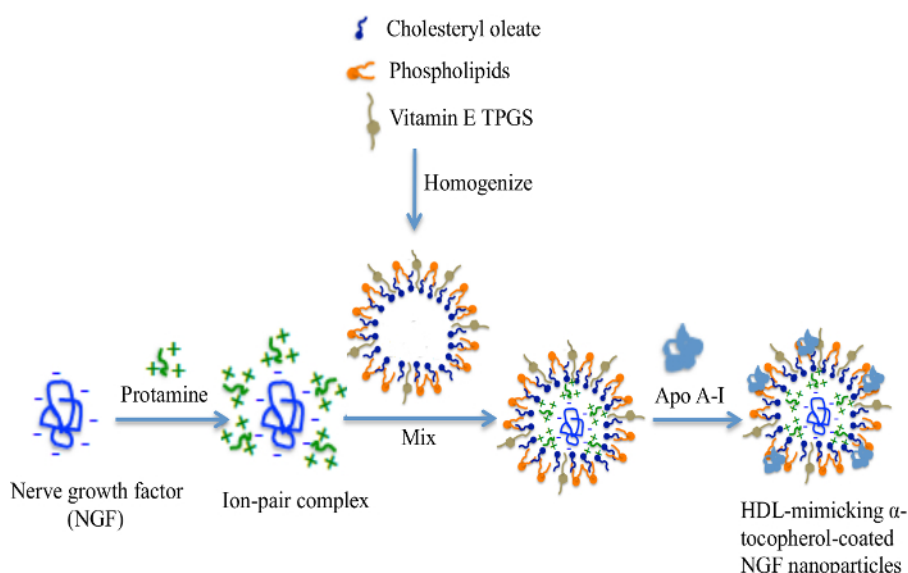 Cholesteryl oleate
Phospholipids
Vitamin E TPGS
Homogenize
Protamine
Mix
Apo A-I
Nerve growth factor
(NGF)
Ion-pair complex
HDL-mimicking α-
tocopherol-coated
NGF nanoparticles